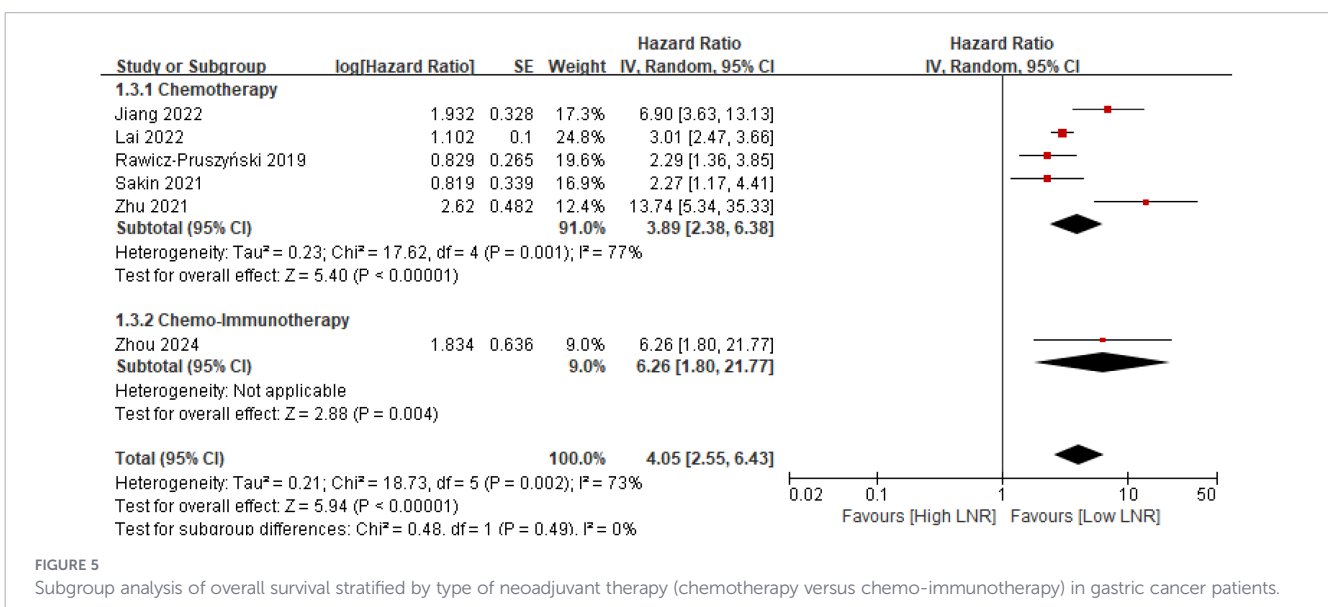 Hazard Ratio Hazard Ratio
Study or Subgroup log[Hazard Ratio] SE Weight IV, Random, 95% CI IV, Random, 95% CI
1.3.1 Chemotherapy
Jiang 2022 1.932 0.328 17.3% 6.90 [3.63, 13.13]
Lai 2022 1.102 0.1 24.8% 3.01 [2.47, 3.66]
Rawicz-Pruszyński 2019 0.829 0.265 19.6% 2.29 [1.36, 3.85]
Sakin 2021 0.819 0.339 16.9% 2.27 [1.17, 4.41]
Zhu 2021 2.62 0.482 12.4% 13.74 [5.34, 35.33]
Subtotal (95% CI) 91.0% 3.89 [2.38, 6.38]
Heterogeneity: Tau² = 0.23; Chi² = 17.62, df = 4 (P = 0.001); I² = 77%
Test for overall effect: Z = 5.40 (P < 0.00001)
1.3.2 Chemo-Immunotherapy
Zhou 2024 1.834 0.636 9.0% 6.26 [1.80, 21.77]
Subtotal (95% CI) 9.0% 6.26 [1.80, 21.77]
Heterogeneity: Not applicable
Test for overall effect: Z = 2.88 (P = 0.004)
Total (95% CI) 100.0% 4.05 [2.55, 6.43]
Heterogeneity: Tau² = 0.21; Chi² = 18.73, df = 5 (P = 0.002); I² = 73%
Test for overall effect: Z = 5.94 (P < 0.00001)
Test for subgroup differences: Chi² = 0.48, df = 1 (P = 0.49), I² = 0%
0.02 0.1 1 10 50
Favours [High LNR] Favours [Low LNR]
FIGURE 5
Subgroup analysis of overall survival stratified by type of neoadjuvant therapy (chemotherapy versus chemo-immunotherapy) in gastric cancer patients.